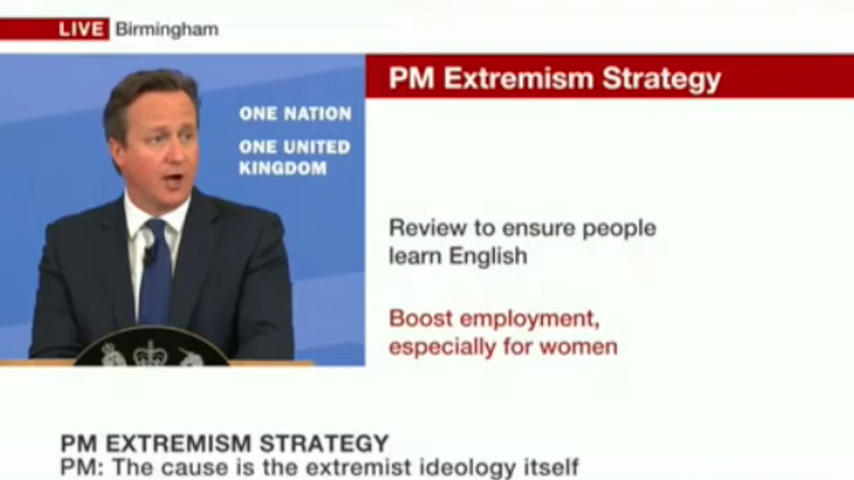 LIVE Birmingham
PM Extremism Strategy
ONE NATION
ONE UNITED
KINGDOM
Review to ensure people
learn English
Boost employment,
especially for women
PM EXTREMISM STRATEGY
PM: The cause is the extremist ideology itself